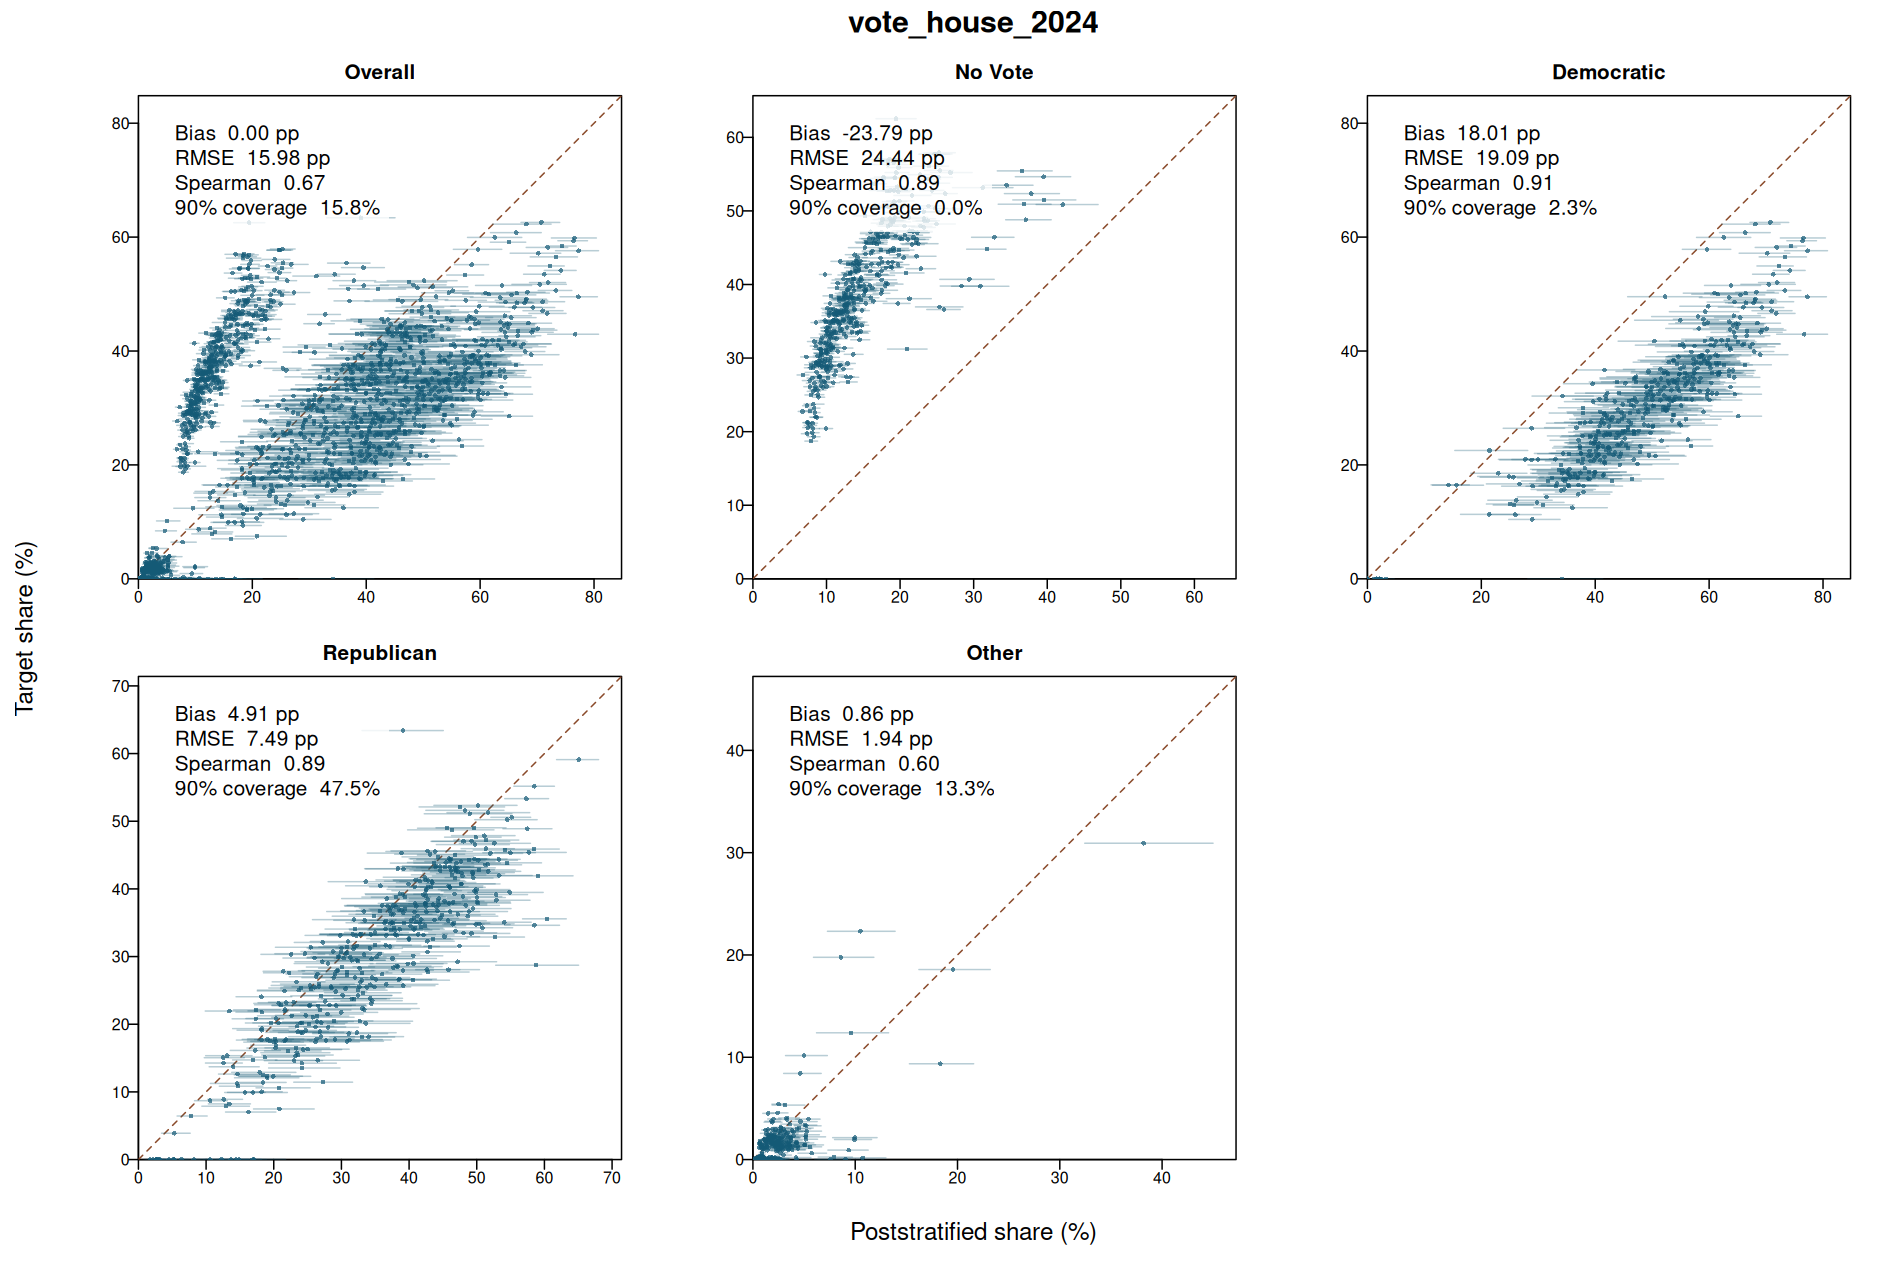 vote_house_2024
Overall
80
60
40
20
0
0 20 40 60 80
Bias 0.00 pp
RMSE 15.98 pp
Spearman 0.67
90% coverage 15.8%
No Vote
60
50
40
30
20
10
0
0 10 20 30 40 50 60
Bias -23.79 pp
RMSE 24.44 pp
Spearman 0.89
90% coverage 0.0%
Democratic
80
60
40
20
0
0 20 40 60 80
Bias 18.01 pp
RMSE 19.09 pp
Spearman 0.91
90% coverage 2.3%
Target share (%)
Republican
70
60
50
40
30
20
10
0
0 10 20 30 40 50 60 70
Bias 4.91 pp
RMSE 7.49 pp
Spearman 0.89
90% coverage 47.5%
Other
40
30
20
10
0
0 10 20 30 40
Bias 0.86 pp
RMSE 1.94 pp
Spearman 0.60
90% coverage 13.3%
Poststratified share (%)